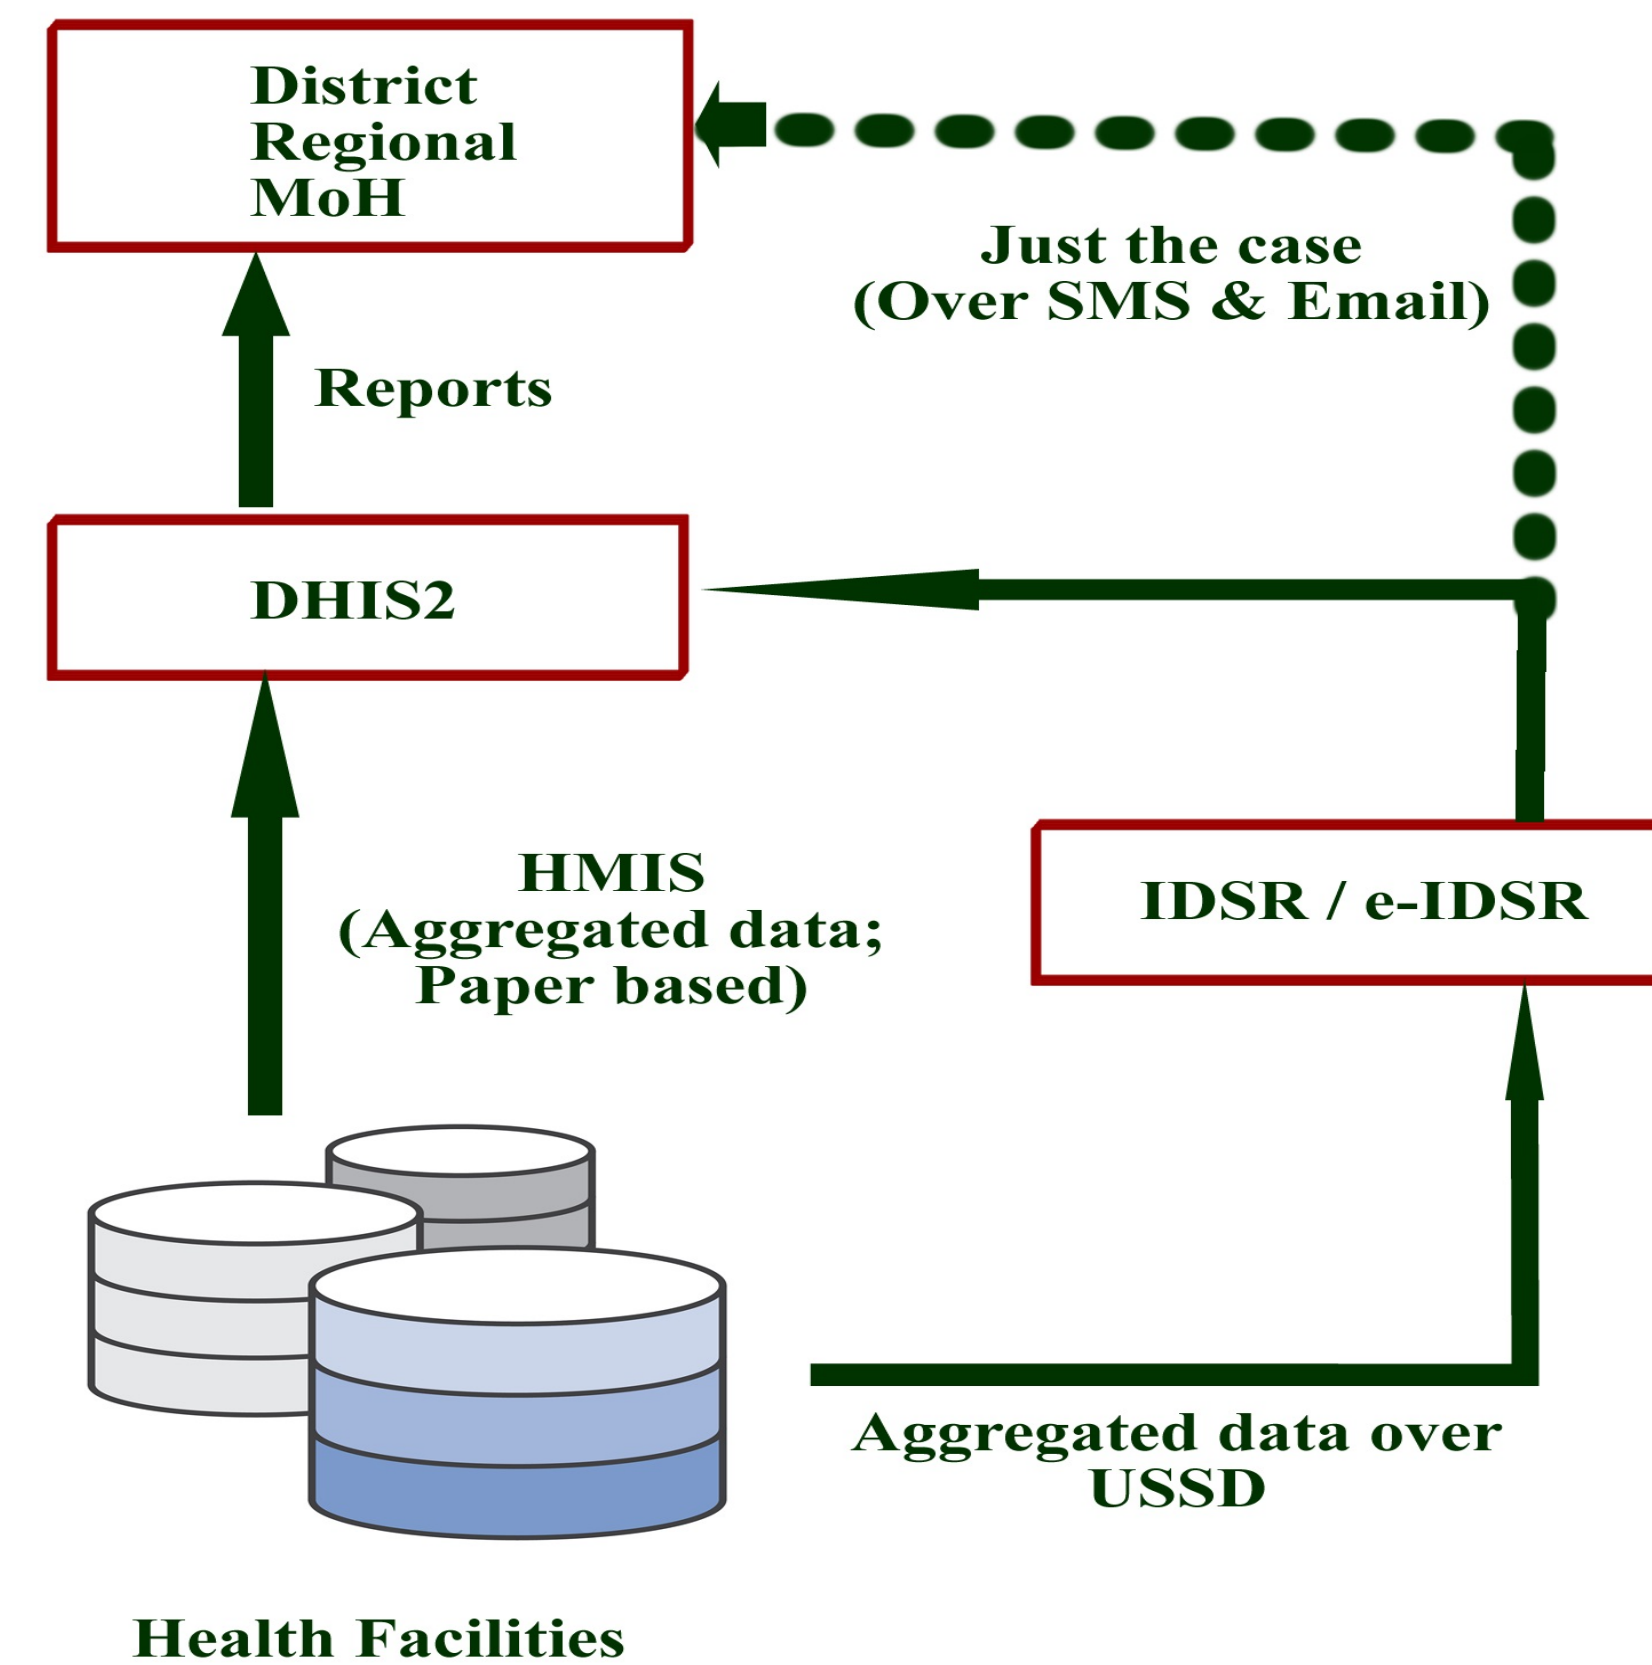 District
Regional
MoH
Just the case
(Over SMS & Email)
Reports
DHIS2
HMIS
(Aggregated data;
Paper based)
IDSR / e-IDSR
Aggregated data over
USSD
Health Facilities